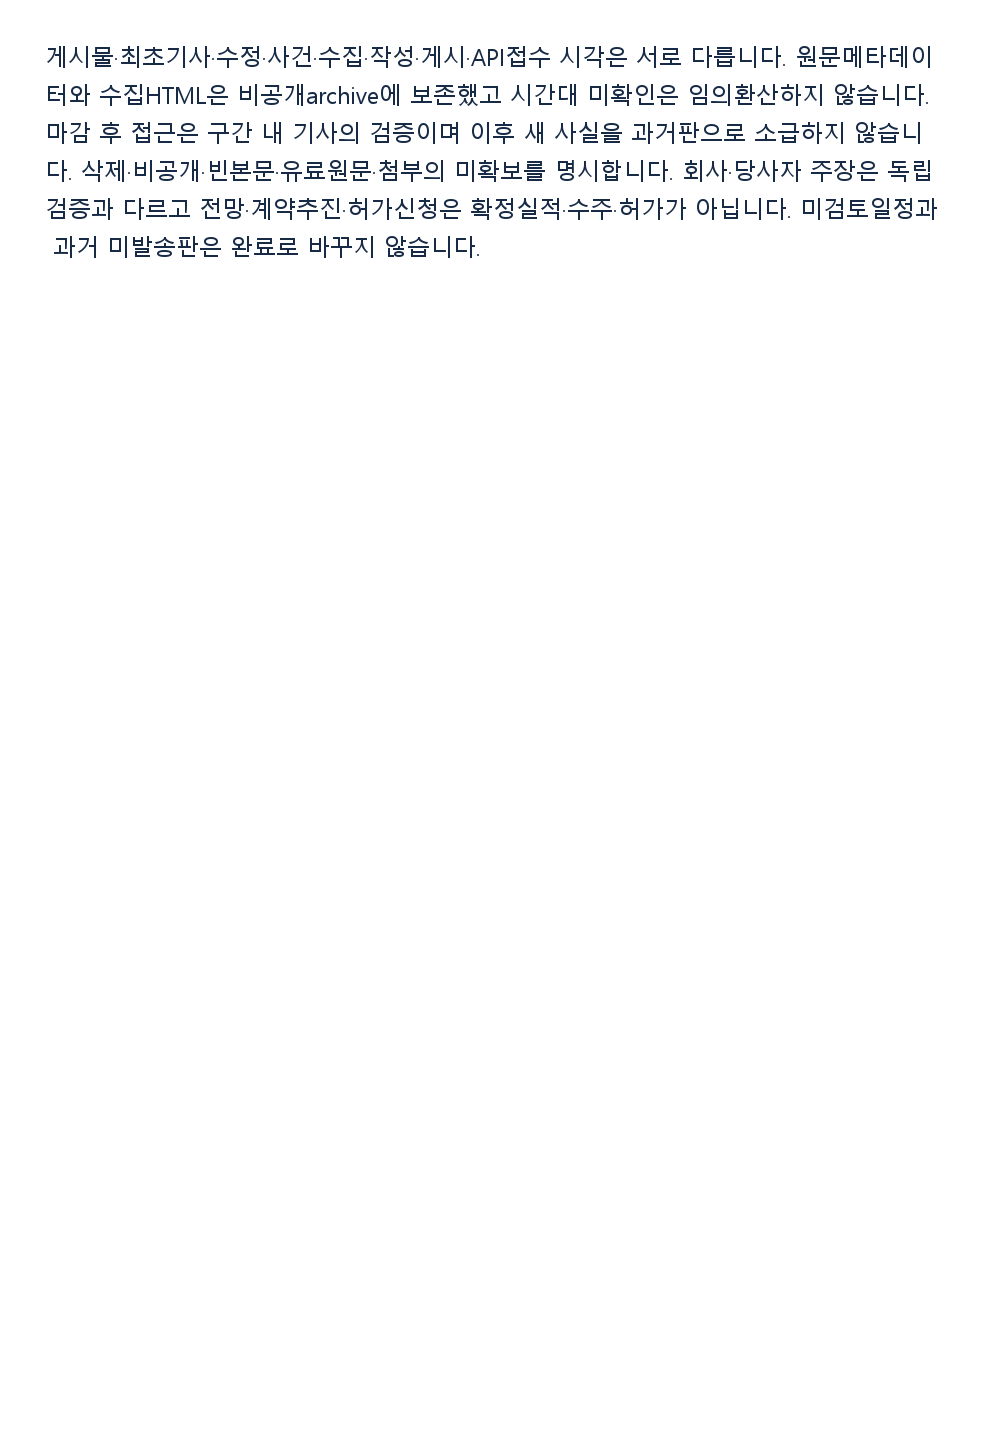 게시물·최초기사·수정·사건·수집·작성·게시·API접수 시각은 서로 다릅니다. 원문메타데이
터와 수집HTML은 비공개archive에 보존했고 시간대 미확인은 임의환산하지 않습니다.
마감 후 접근은 구간 내 기사의 검증이며 이후 새 사실을 과거판으로 소급하지 않습니
다. 삭제·비공개·빈본문·유료원문·첨부의 미확보를 명시합니다. 회사·당사자 주장은 독립
검증과 다르고 전망·계약추진·허가신청은 확정실적·수주·허가가 아닙니다. 미검토일정과
과거 미발송판은 완료로 바꾸지 않습니다.